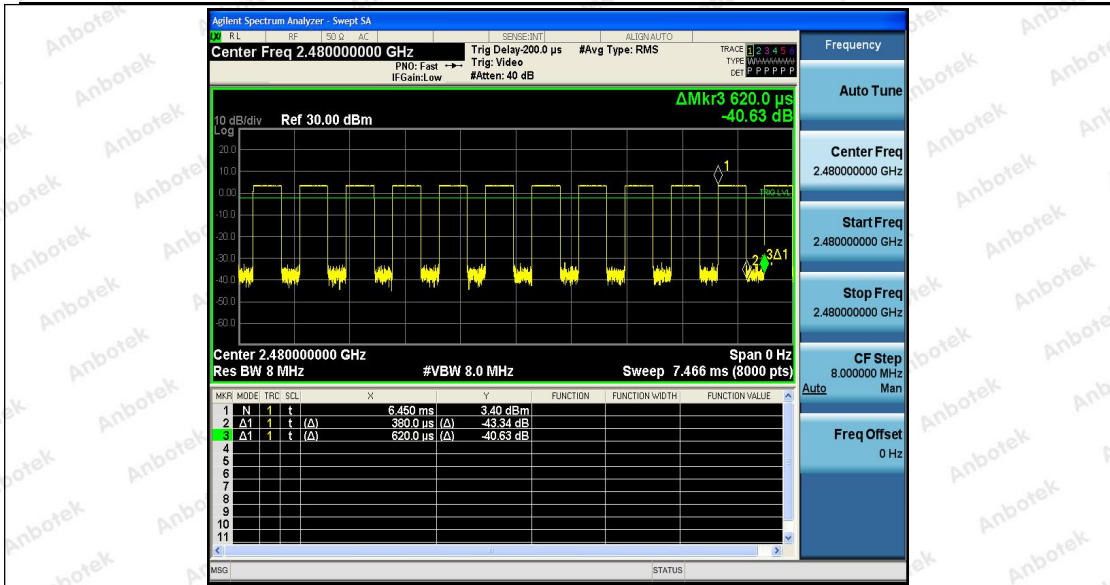 Agilent Spectrum Analyzer - Swept SA
RL RF 50 Ω AC SENSE:INT ALIGNAUTO
Center Freq 2.480000000 GHz
PNO: Fast
IFGain:Low
Trig Delay-200.0 µs
Trig: Video
#Atten: 40 dB
#Avg Type: RMS
TRACE 1 2 3 4 5 6
TYPE
DET P P P P P P
ΔMkr3 620.0 µs
-40.63 dB
10 dB/div Ref 30.00 dBm
Log
20.0
10.0
0.00
-10.0
-20.0
-30.0
-40.0
-50.0
-60.0
1
TRIG LVL
2
3Δ1
Center 2.480000000 GHz Span 0 Hz
Res BW 8 MHz #VBW 8.0 MHz Sweep 7.466 ms (8000 pts)
MKR MODE TRC SCL X Y FUNCTION FUNCTION WIDTH FUNCTION VALUE
1 N 1 t 6.450 ms 3.40 dBm
2 Δ1 1 t (Δ) 380.0 µs (Δ) -43.34 dB
3 Δ1 1 t (Δ) 620.0 µs (Δ) -40.63 dB
4
5
6
7
8
9
10
11
MSG STATUS
Frequency
Auto Tune
Center Freq
2.480000000 GHz
Start Freq
2.480000000 GHz
Stop Freq
2.480000000 GHz
CF Step
8.000000 MHz
Auto Man
Freq Offset
0 Hz
Anbotek